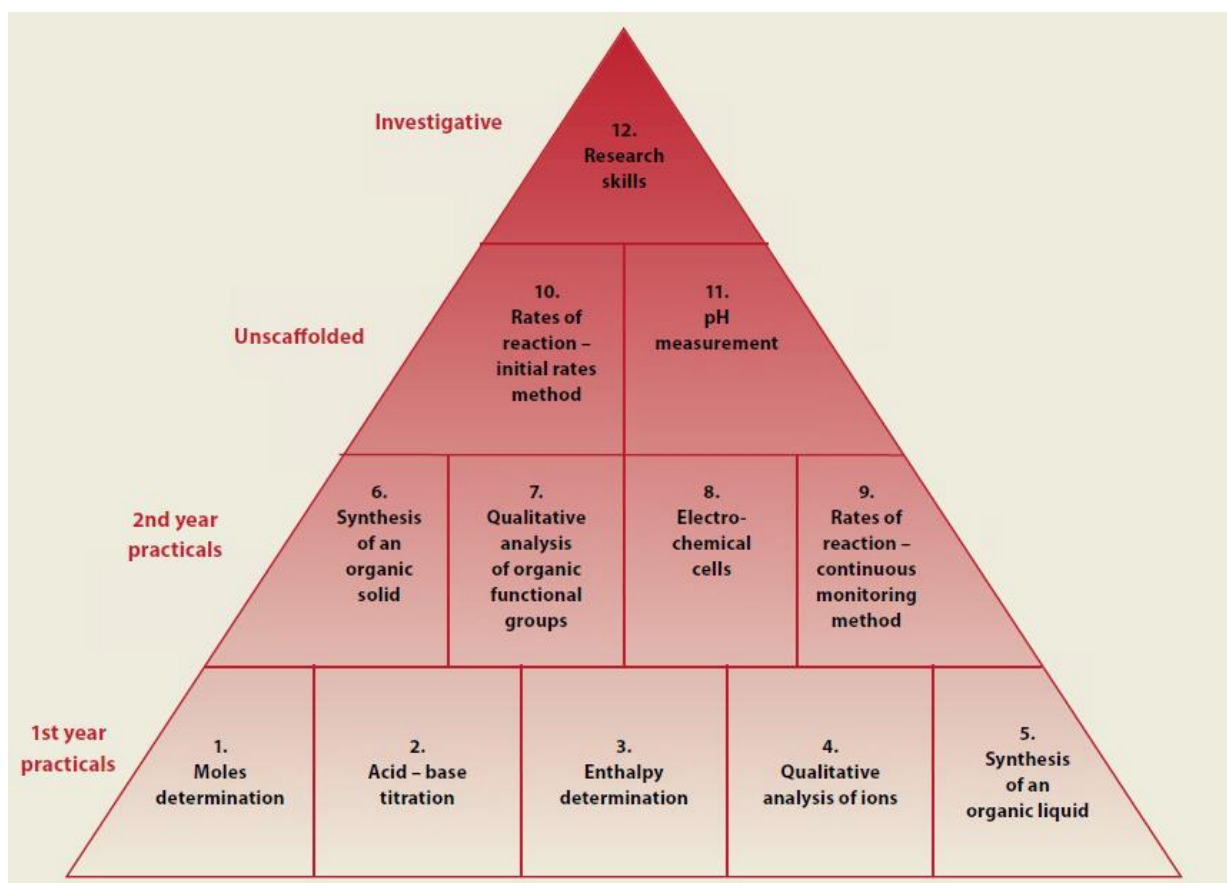 Investigative
12.
Research
skills
Unscaffolded
10.
Rates of
reaction –
initial rates
method
11.
pH
measurement
2nd year
practicals
6.
Synthesis
of an
organic
solid
7.
Qualitative
analysis
of organic
functional
groups
8.
Electro-
chemical
cells
9.
Rates of
reaction –
continuous
monitoring
method
1st year
practicals
1.
Moles
determination
2.
Acid – base
titration
3.
Enthalpy
determination
4.
Qualitative
analysis of ions
5.
Synthesis
of an
organic liquid